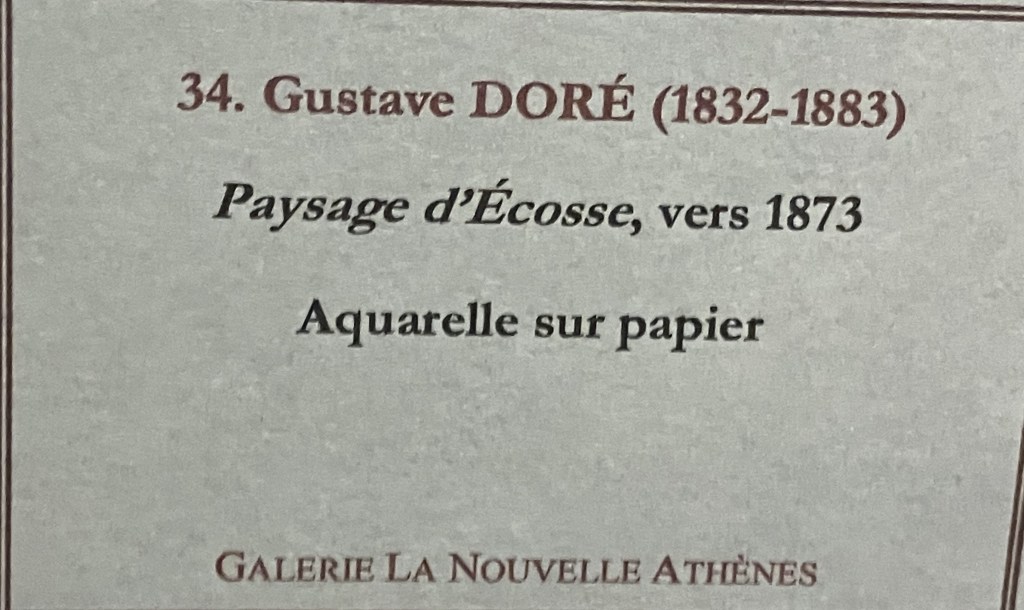 34. Gustave DORÉ (1832-1883)
Paysage d’Écosse, vers 1873
Aquarelle sur papier
GALERIE LA NOUVELLE ATHÈNES